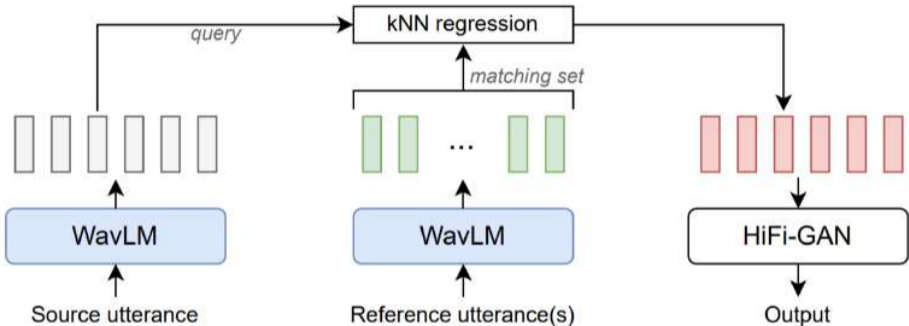 kNN regression
query
matching set
...
WavLM
WavLM
HiFi-GAN
Source utterance
Reference utterance(s)
Output